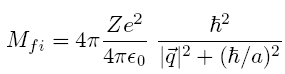 $M_{fi} = 4\pi \frac{Ze^2}{4\pi\epsilon_0} \frac{\hbar^2}{|\vec{q}|^2 + (\hbar/a)^2}$